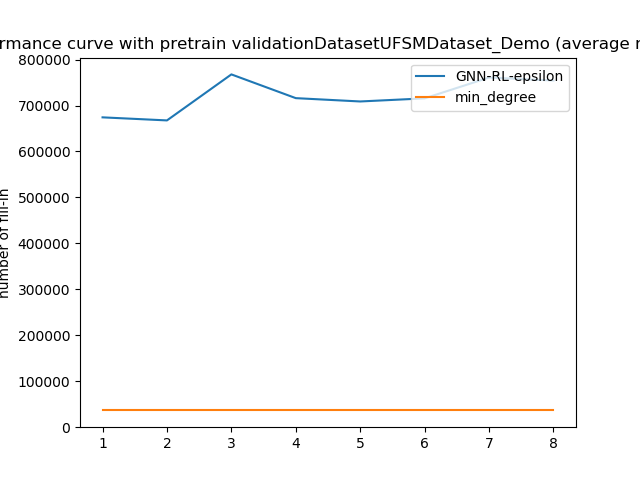 rmance curve with pretrain validationDatasetUFSMDataset_Demo (average r
800000
700000
600000
500000
400000
300000
200000
100000
0
number of fill-in
GNN-RL-epsilon
min_degree
1 2 3 4 5 6 7 8